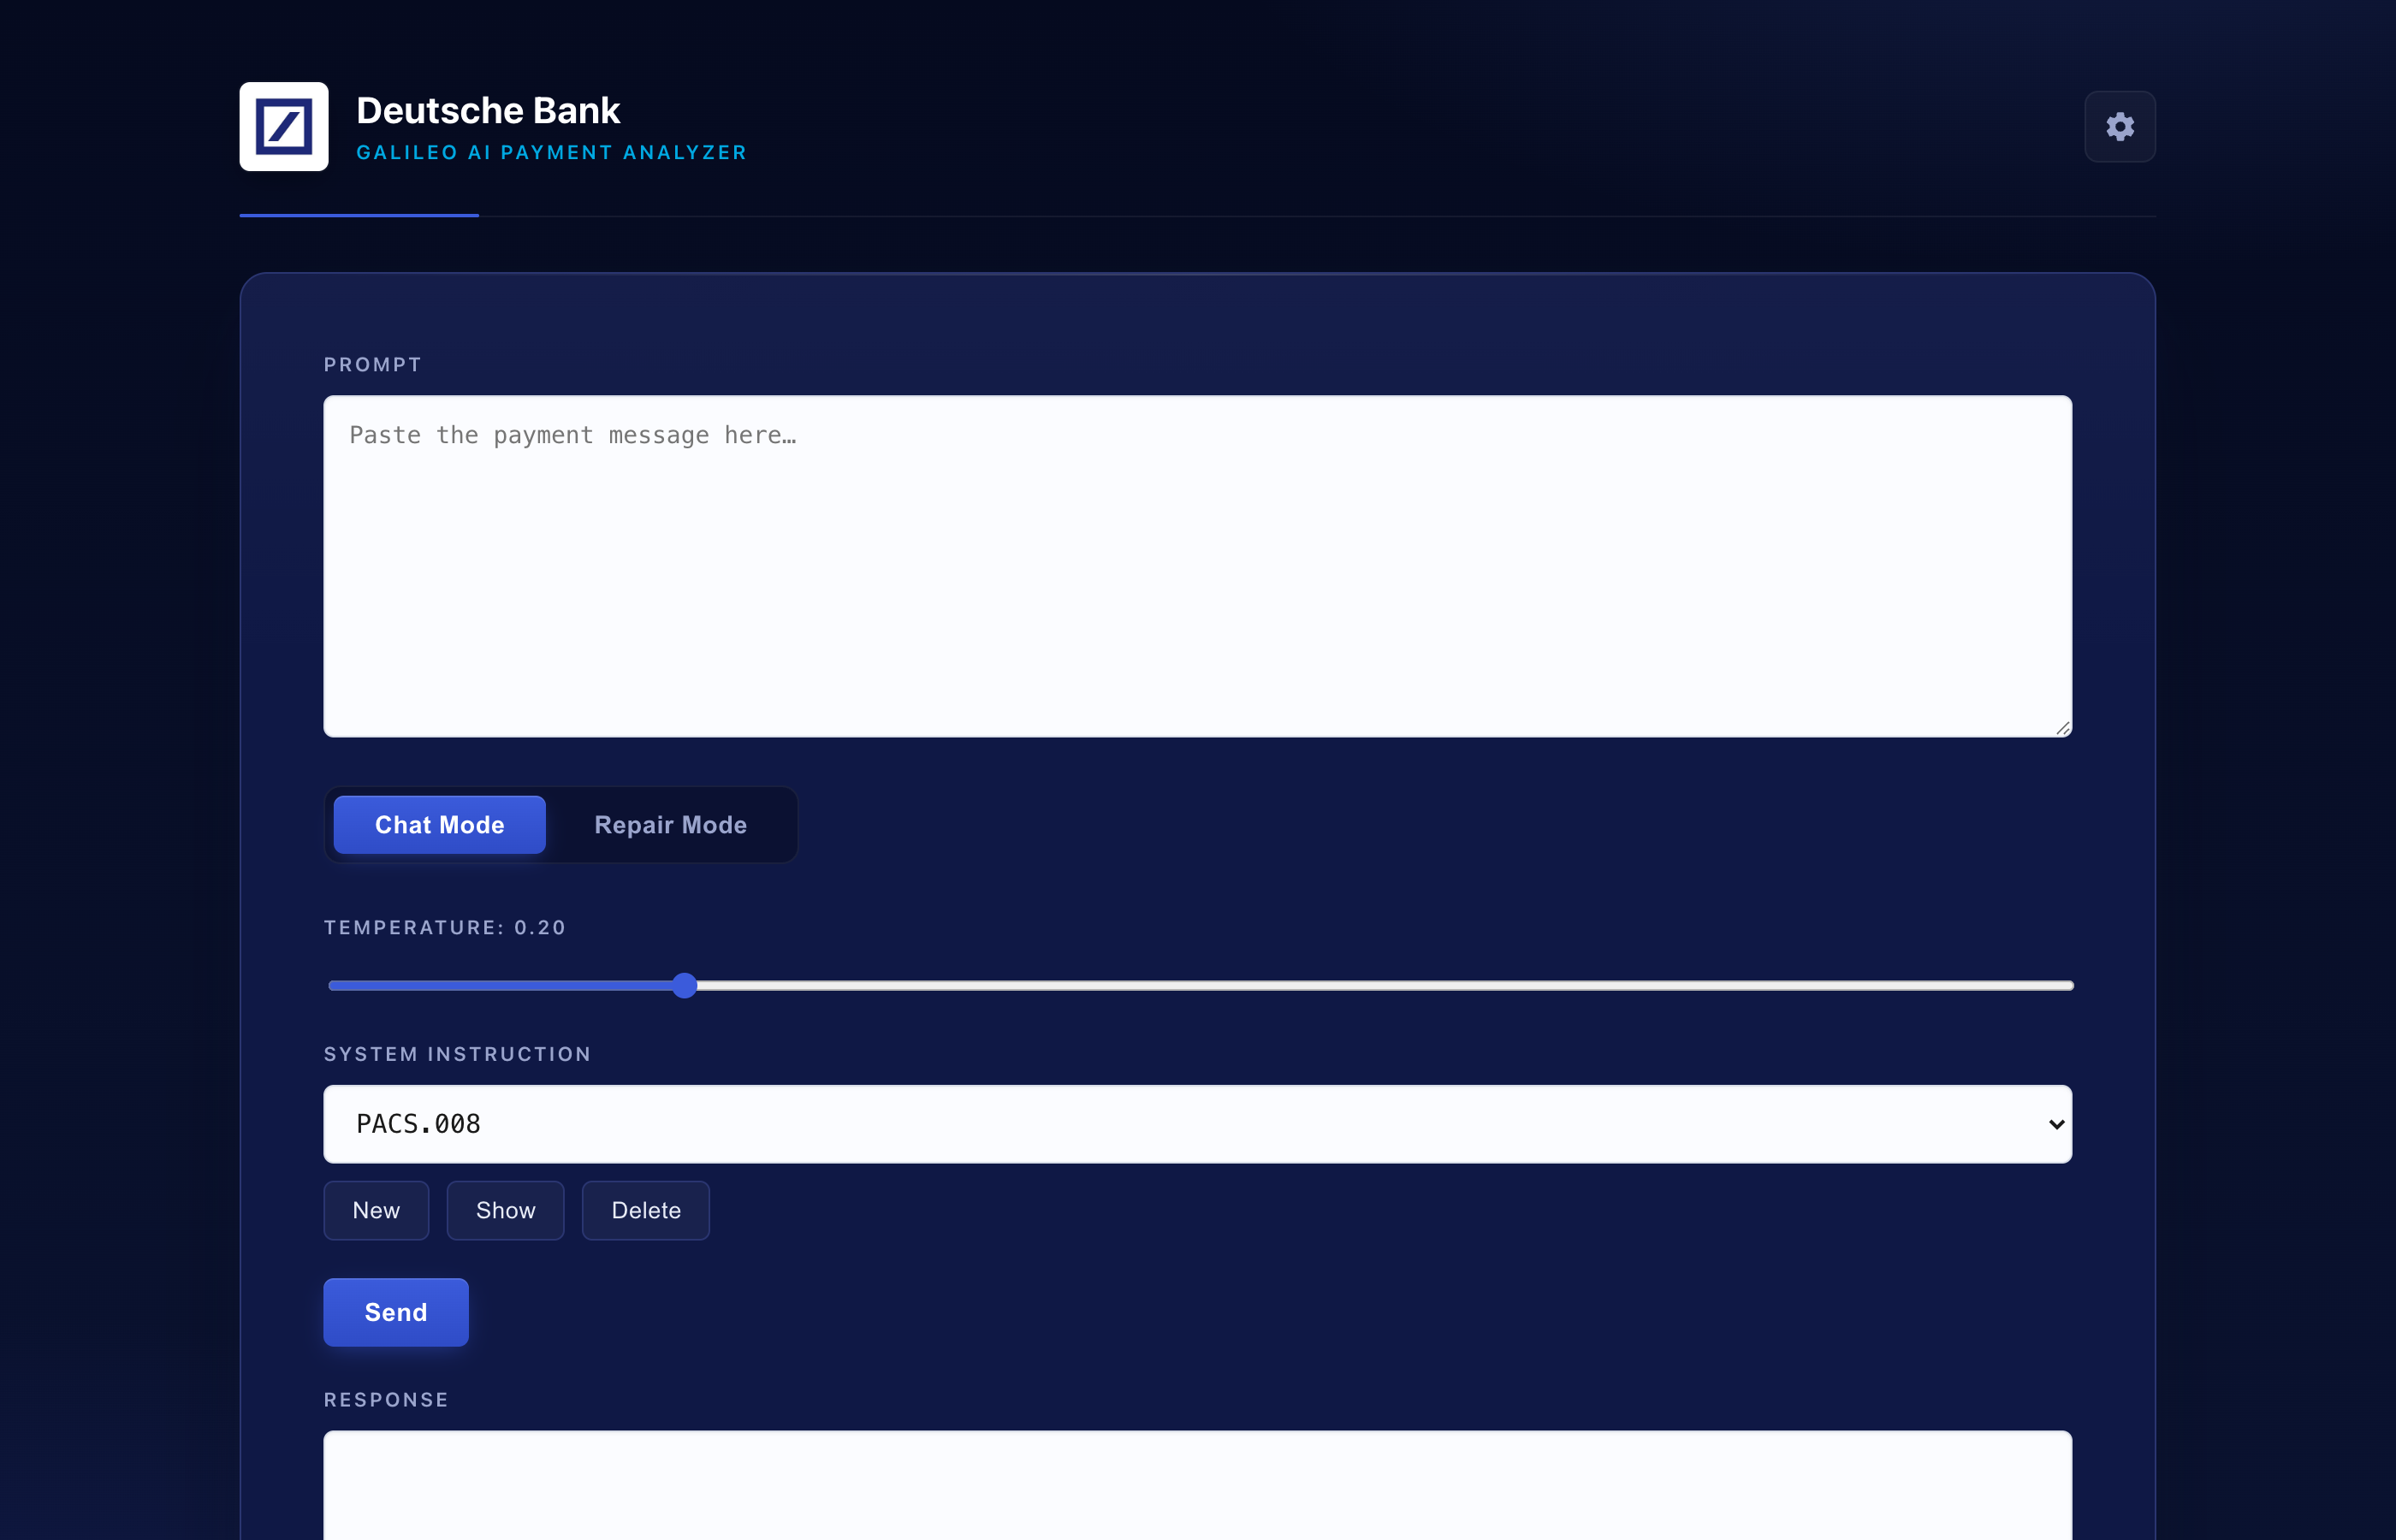 Deutsche Bank
GALILEO AI PAYMENT ANALYZER
PROMPT
Paste the payment message here…
Chat Mode Repair Mode
TEMPERATURE: 0.20
SYSTEM INSTRUCTION
PACS.008
New Show Delete
Send
RESPONSE